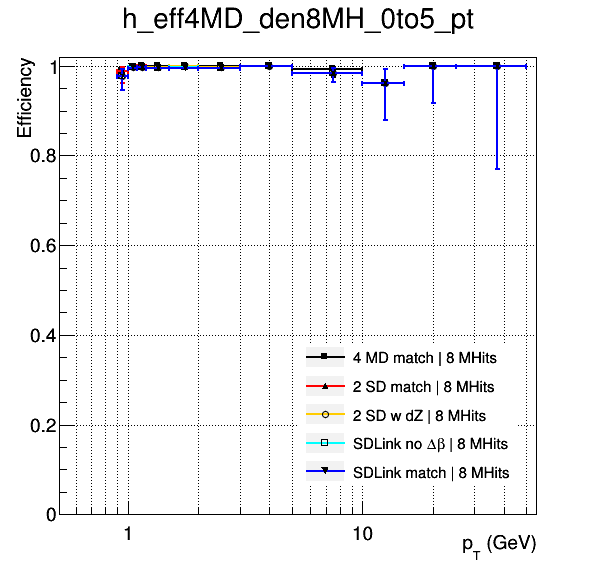 h_eff4MD_den8MH_0to5_pt
Efficiency
1
0.8
0.6
0.4
0.2
0
4 MD match | 8 MHits
2 SD match | 8 MHits
2 SD w dZ | 8 MHits
SDLink no Δβ | 8 MHits
SDLink match | 8 MHits
1 10
p_T (GeV)